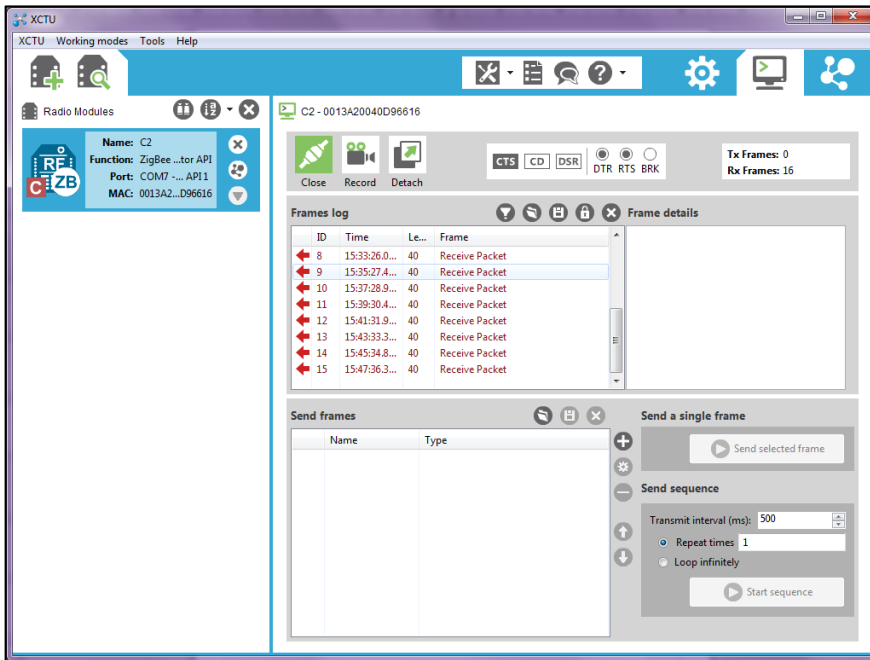 XCTU
XCTU Working modes Tools Help
Radio Modules
C2 - 0013A20040D96616
Name: C2
Function: ZigBee ...tor API
Port: COM7 -... API 1
MAC: 0013A2...D96616
RF
C ZB
Close Record Detach
CTS CD DSR DTR RTS BRK
Tx Frames: 0
Rx Frames: 16
Frames log
Frame details
ID Time Le... Frame
8 15:33:26.0... 40 Receive Packet
9 15:35:27.4... 40 Receive Packet
10 15:37:28.9... 40 Receive Packet
11 15:39:30.4... 40 Receive Packet
12 15:41:31.9... 40 Receive Packet
13 15:43:33.3... 40 Receive Packet
14 15:45:34.8... 40 Receive Packet
15 15:47:36.3... 40 Receive Packet
Send frames
Name Type
Send a single frame
Send selected frame
Send sequence
Transmit interval (ms): 500
Repeat times 1
Loop infinitely
Start sequence